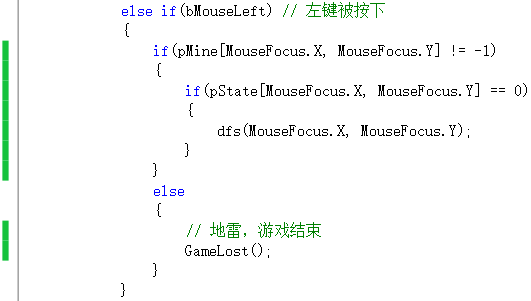 else if(bMouseLeft) // 左键被按下
{
if(pMine[MouseFocus.X, MouseFocus.Y] != -1)
{
if(pState[MouseFocus.X, MouseFocus.Y] == 0)
{
dfs(MouseFocus.X, MouseFocus.Y);
}
}
else
{
// 地雷，游戏结束
GameLost();
}
}